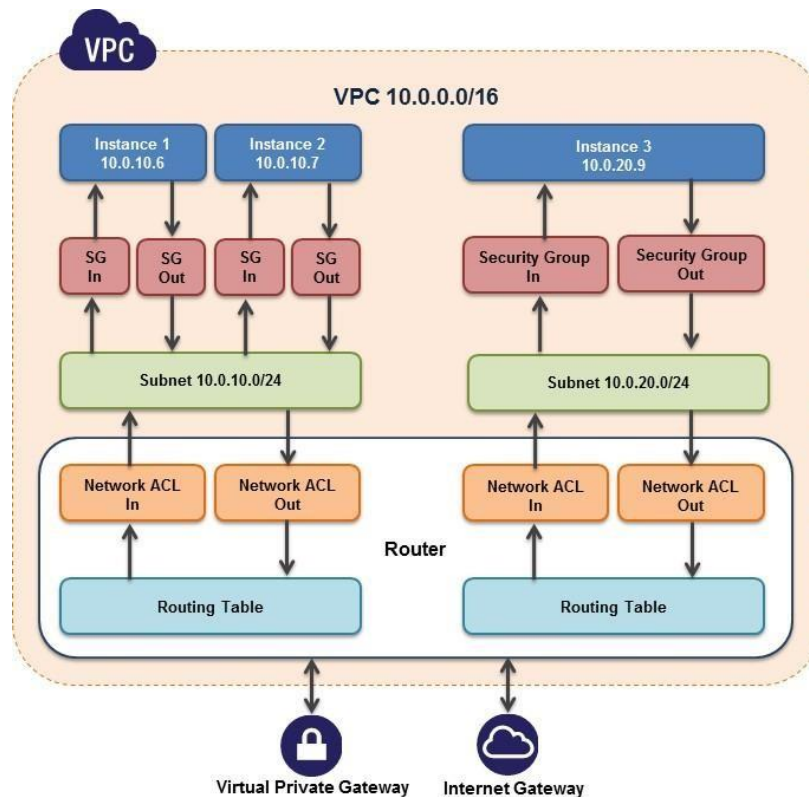 VPC
VPC 10.0.0.0/16
Instance 1
10.0.10.6
Instance 2
10.0.10.7
Instance 3
10.0.20.9
SG
In
SG
Out
SG
In
SG
Out
Security Group
In
Security Group
Out
Subnet 10.0.10.0/24
Subnet 10.0.20.0/24
Network ACL
In
Network ACL
Out
Network ACL
In
Network ACL
Out
Router
Routing Table
Routing Table
Virtual Private Gateway
Internet Gateway